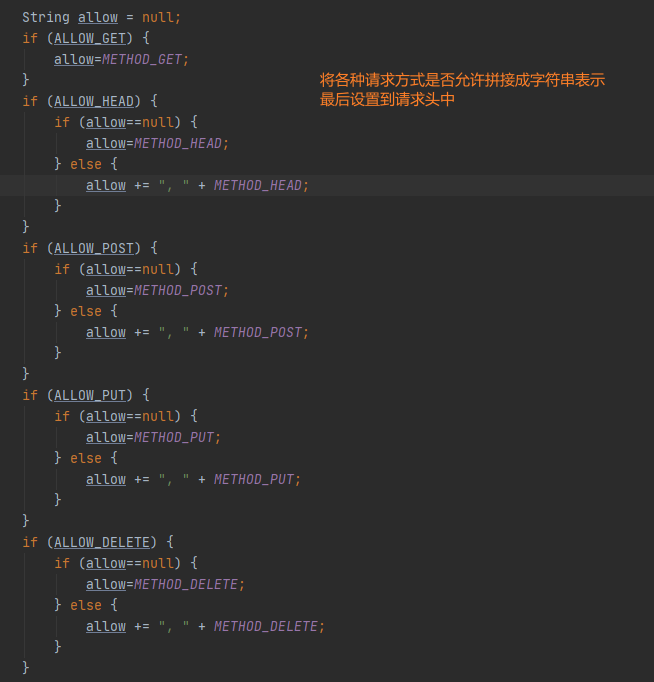 String allow = null;
if (ALLOW_GET) {
allow=METHOD_GET;
}
将各种请求方式是否允许拼接成字符串表示
最后设置到请求头中
if (ALLOW_HEAD) {
if (allow==null) {
allow=METHOD_HEAD;
} else {
allow += ", " + METHOD_HEAD;
}
}
if (ALLOW_POST) {
if (allow==null) {
allow=METHOD_POST;
} else {
allow += ", " + METHOD_POST;
}
}
if (ALLOW_PUT) {
if (allow==null) {
allow=METHOD_PUT;
} else {
allow += ", " + METHOD_PUT;
}
}
if (ALLOW_DELETE) {
if (allow==null) {
allow=METHOD_DELETE;
} else {
allow += ", " + METHOD_DELETE;
}
}